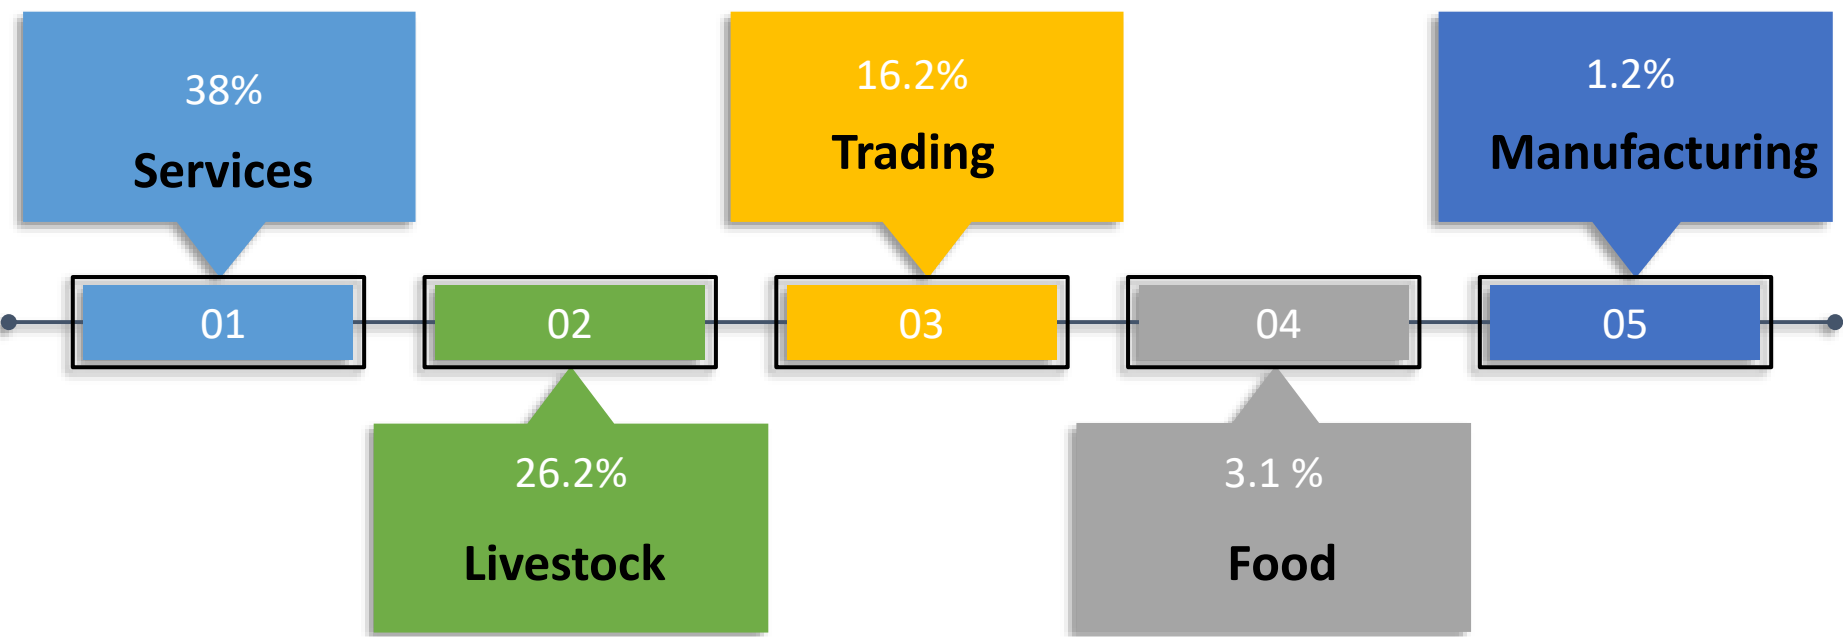 38%
Services
16.2%
Trading
1.2%
Manufacturing
01
02
03
04
05
26.2%
Livestock
3.1 %
Food